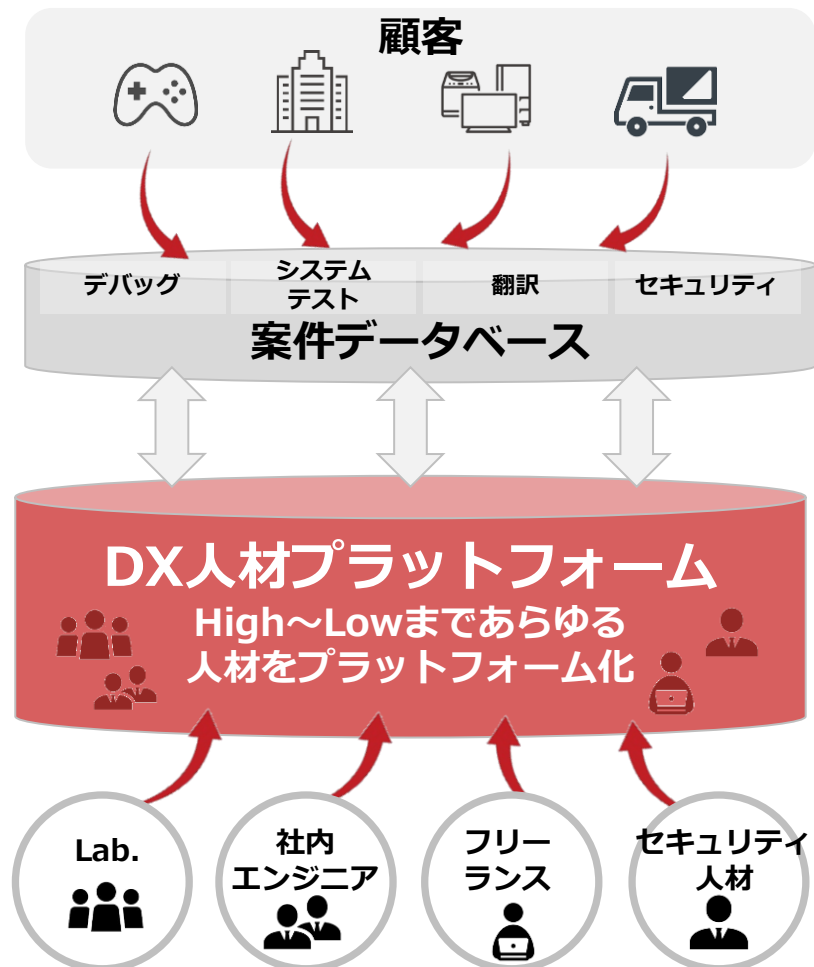 顧客
デバッグ
システム
テスト
翻訳
セキュリティ
案件データベース
DX人材プラットフォーム
High～Lowまであらゆる
人材をプラットフォーム化
Lab.
社内
エンジニア
フリー
ランス
セキュリティ
人材